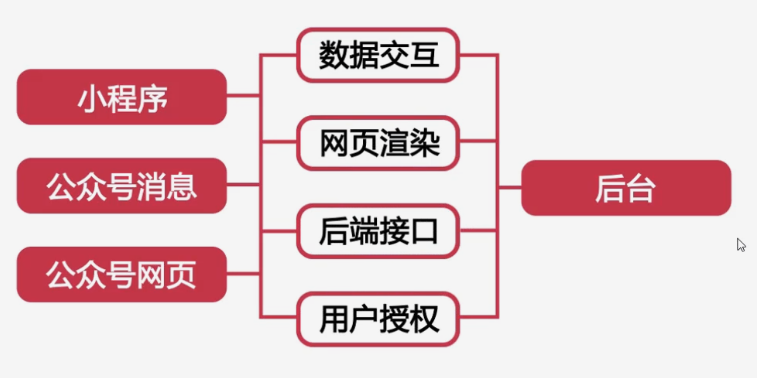 小程序
公众号消息
公众号网页
数据交互
网页渲染
后端接口
用户授权
后台